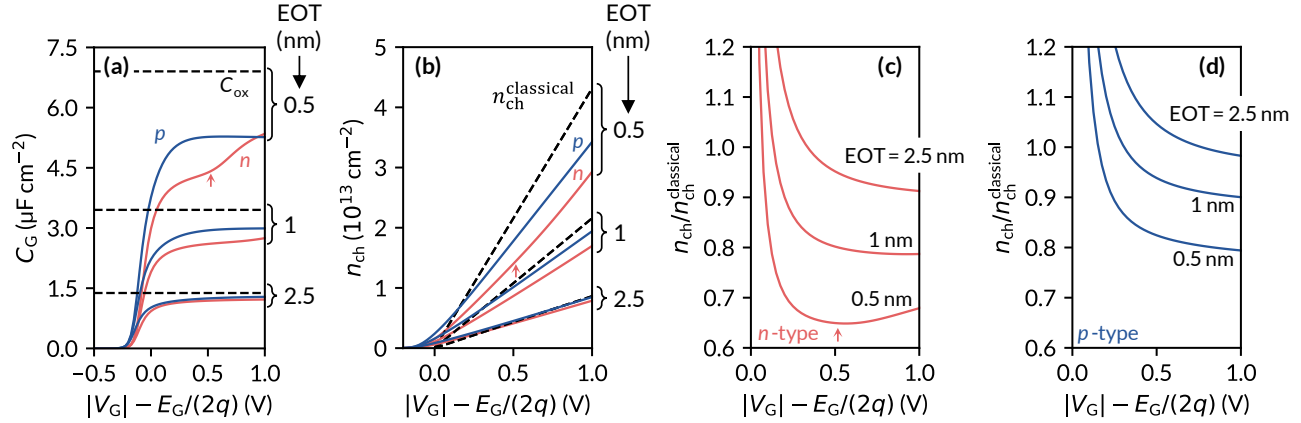 EOT
(nm)
(a)
C_ox
p
n
0.5
1
2.5
7.5
6.0
4.5
3.0
1.5
0.0
C_G (μF cm⁻²)
−0.5
0.0
0.5
1.0
|V_G| − E_G/(2q) (V)
EOT
(nm)
(b)
n_ch^classical
p
n
0.5
1
2.5
5
4
3
2
1
0
n_ch (10¹³ cm⁻²)
0.0
0.5
1.0
|V_G| − E_G/(2q) (V)
(c)
EOT = 2.5 nm
1 nm
0.5 nm
n-type
1.2
1.1
1.0
0.9
0.8
0.7
0.6
n_ch/n_ch^classical
0.0
0.5
1.0
|V_G| − E_G/(2q) (V)
(d)
EOT = 2.5 nm
1 nm
0.5 nm
p-type
1.2
1.1
1.0
0.9
0.8
0.7
0.6
n_ch/n_ch^classical
0.0
0.5
1.0
|V_G| − E_G/(2q) (V)